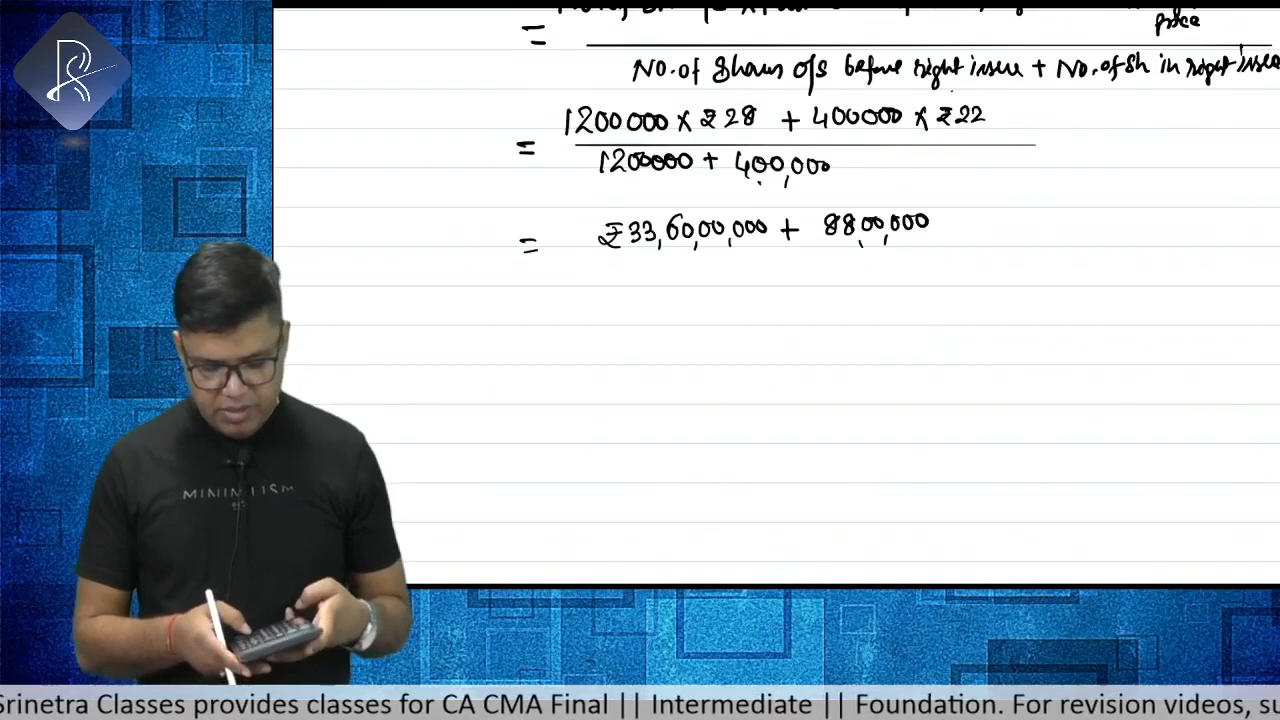 price
=
No. of Shares o/s before right issue + No. of Sh in right issue
= 1200000 × ₹28 + 400000 × ₹22
1200000 + 400,000
= ₹33,60,00,000 + 88,00,000
MINIMALISM
Srinetra Classes provides classes for CA CMA Final || Intermediate || Foundation. For revision videos, su